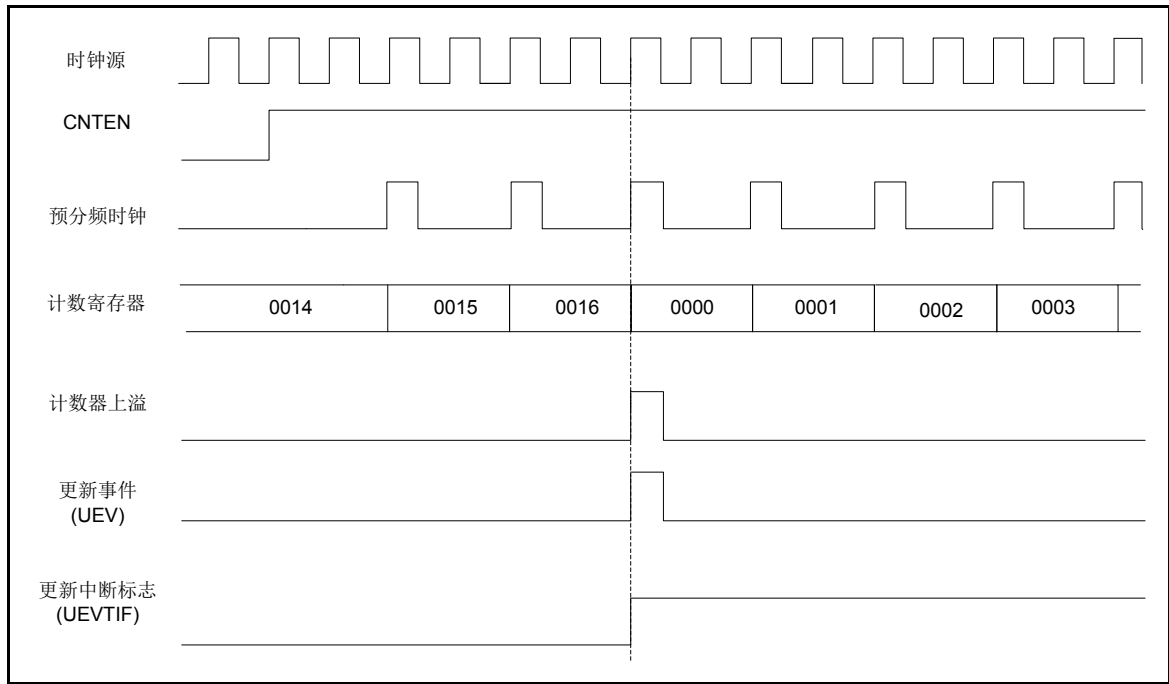 时钟源
CNTEN
预分频时钟
计数寄存器
0014
0015
0016
0000
0001
0002
0003
计数器上溢
更新事件
(UEV)
更新中断标志
(UEVTIF)